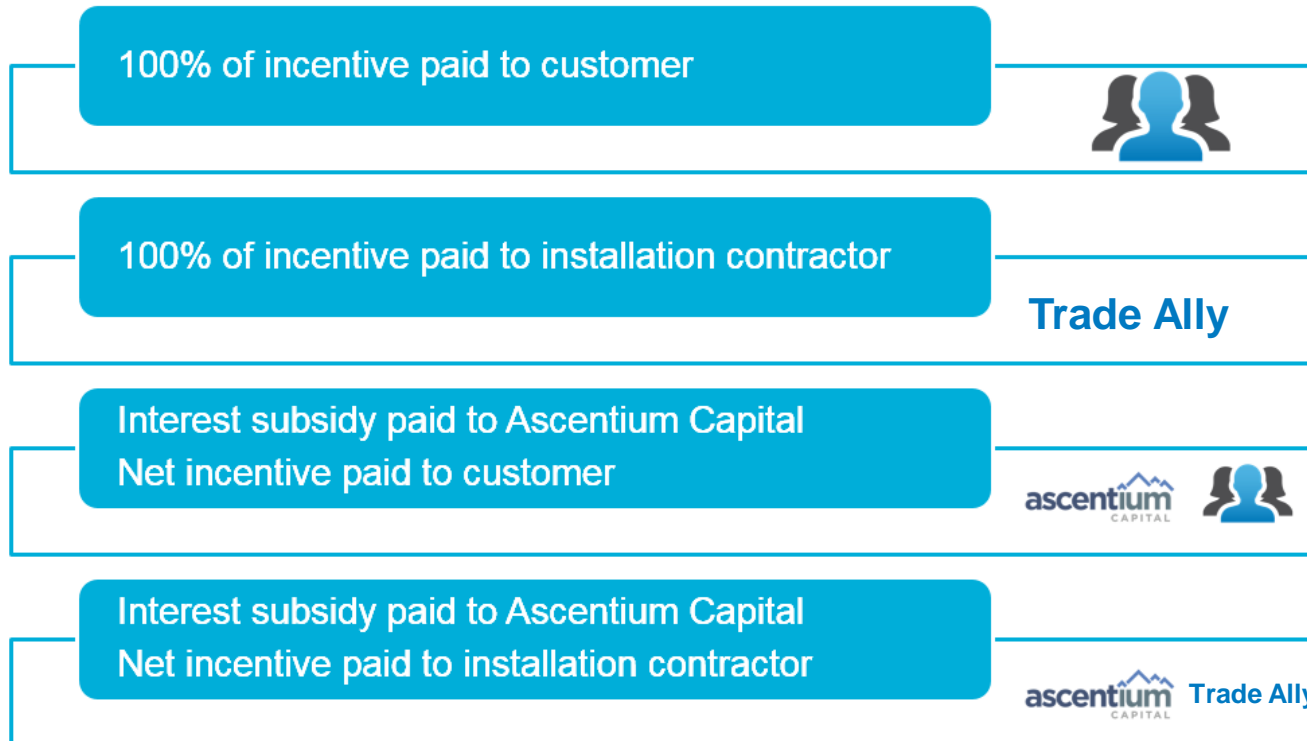 100% of incentive paid to customer
100% of incentive paid to installation contractor
Trade Ally
Interest subsidy paid to Ascentium Capital
Net incentive paid to customer
ascentium
CAPITAL
Interest subsidy paid to Ascentium Capital
Net incentive paid to installation contractor
ascentium
CAPITAL
Trade Ally